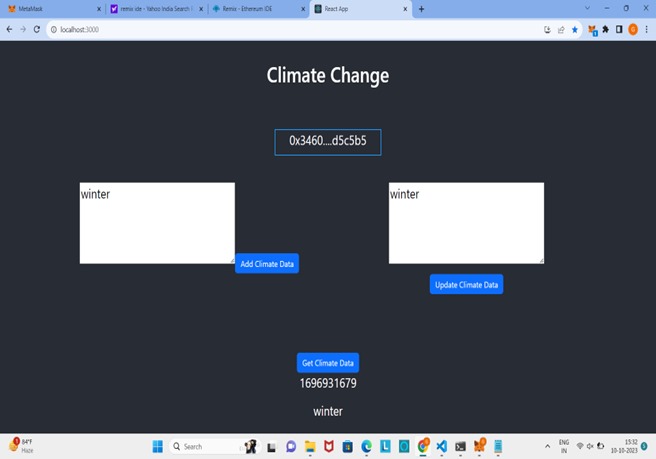 MetaMask
remix ide - Yahoo India Search
Remix - Ethereum IDE
React App
localhost:3000
Climate Change
0x3460....d5c5b5
winter
Add Climate Data
winter
Update Climate Data
Get Climate Data
1696931679
winter
84°F
Haze
Search
ENG
IN
15:32
10-10-2023